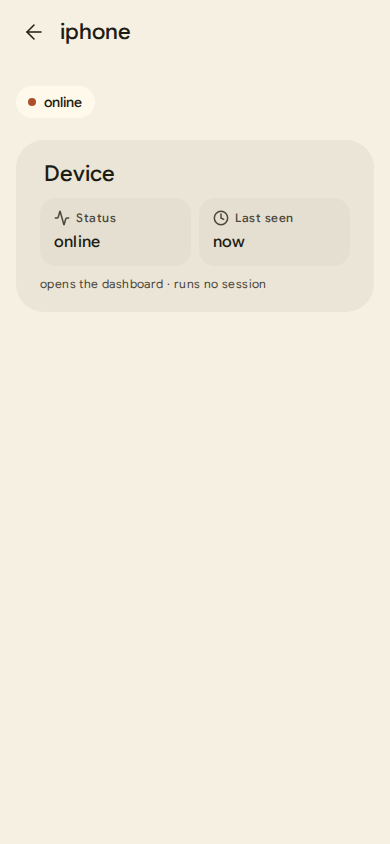 iphone
online
Device
Status
Last seen
online
now
opens the dashboard · runs no session